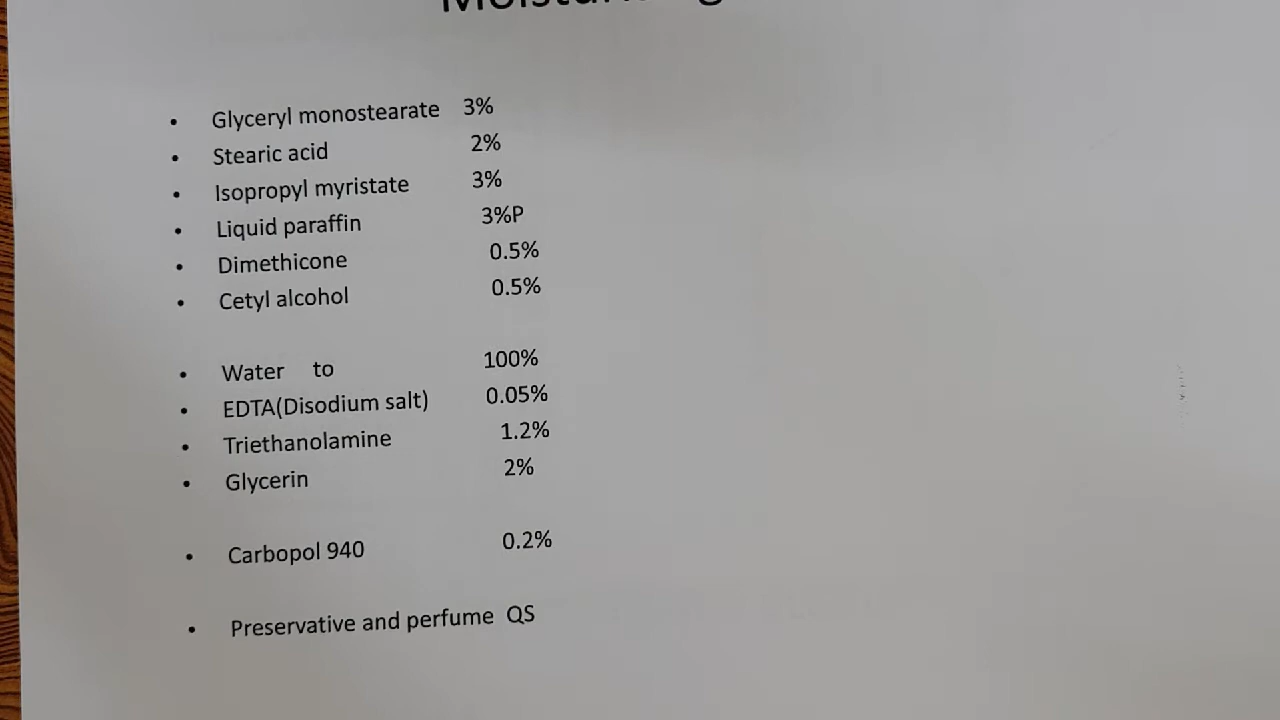 • Glyceryl monostearate 3%
• Stearic acid 2%
• Isopropyl myristate 3%
• Liquid paraffin 3%P
• Dimethicone 0.5%
• Cetyl alcohol 0.5%
• Water to 100%
• EDTA(Disodium salt) 0.05%
• Triethanolamine 1.2%
• Glycerin 2%
• Carbopol 940 0.2%
• Preservative and perfume QS